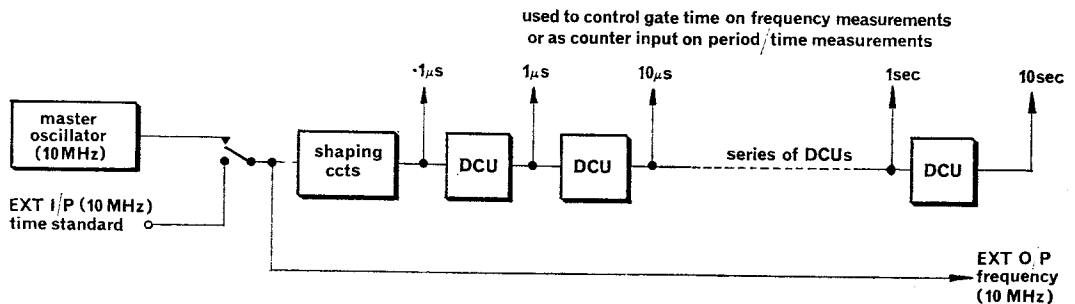 used to control gate time on frequency measurements
or as counter input on period/time measurements
·1μs
1μs
10μs
1sec
10sec
master
oscillator
(10 MHz)
shaping
ccts
DCU
DCU
series of DCUs
DCU
EXT I/P (10 MHz)
time standard
EXT O/P
frequency
(10 MHz)